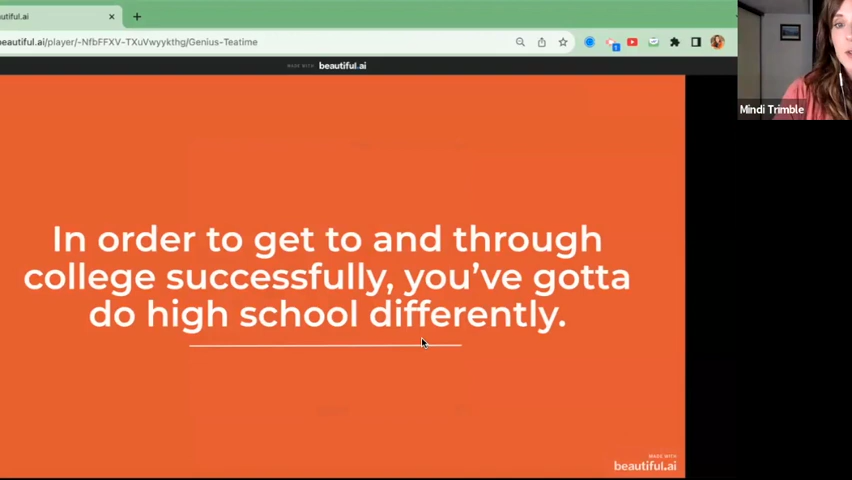 eautiful.ai
eautiful.ai/player/-NfbFFXV-TXuVwyykthg/Genius-Teatime
MADE WITH beautiful.ai
Mindi Trimble
In order to get to and through
college successfully, you've gotta
do high school differently.
MADE WITH
beautiful.ai